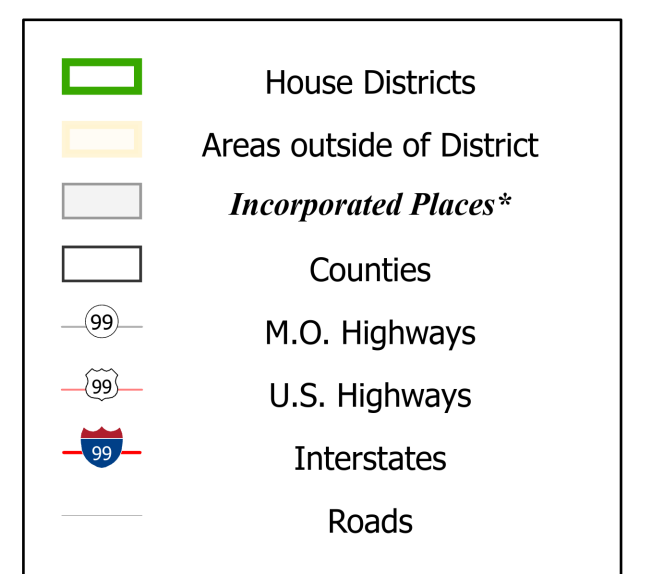 House Districts
Areas outside of District
Incorporated Places*
Counties
99 M.O. Highways
99 U.S. Highways
99 Interstates
Roads